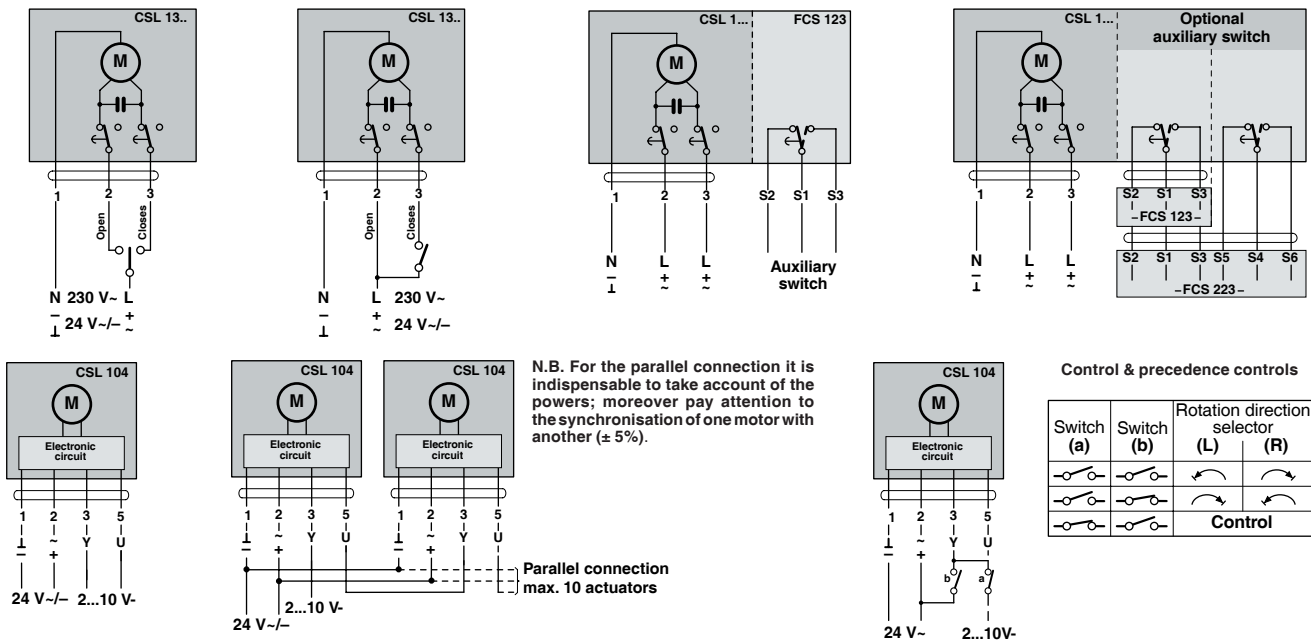 CSL 13..
M
1 2 3
Open
Closes
N 230 V~ L
– +
⊥ 24 V~/– ~
CSL 13..
M
1 2 3
Open
Closes
N L 230 V~
– +
⊥ ~ 24 V~/–
CSL 1... FCS 123
M
1 2 3 S2 S1 S3
N L L
– + +
⊥ ~ ~
Auxiliary
switch
CSL 1... Optional
auxiliary switch
M
1 2 3
S2 S1 S3
–FCS 123–
S2 S1 S3 S5 S4 S6
–FCS 223–
N L L
– + +
⊥ ~ ~
CSL 104
M
Electronic
circuit
1 2 3 5
⊥ ~ Y U
– +
24 V~/– 2...10 V-
CSL 104
M
Electronic
circuit
1 2 3 5
⊥ ~ Y U
– +
2...10 V-
24 V~/–
CSL 104
M
Electronic
circuit
1 2 3 5
⊥ ~ Y U
– +
Parallel connection
max. 10 actuators
N.B. For the parallel connection it is
indispensable to take account of the
powers; moreover pay attention to
the synchronisation of one motor with
another (± 5%).
CSL 104
M
Electronic
circuit
1 2 3 5
⊥ ~ Y U
– +
b a
24 V~ 2...10V-
Control & precedence controls
Switch
(a)
Switch
(b)
Rotation direction
selector
(L) (R)
Control